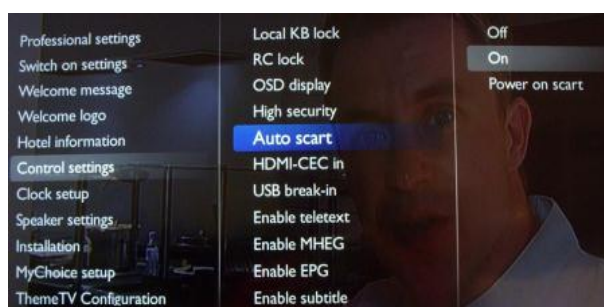 Professional settings
Switch on settings
Welcome message
Welcome logo
Hotel information
Control settings
Clock setup
Speaker settings
Installation
MyChoice setup
ThemeTV Configuration
Local KB lock
RC lock
OSD display
High security
Auto scart
HDMI-CEC in
USB break-in
Enable teletext
Enable MHEG
Enable EPG
Enable subtitle
Off
On
Power on scart